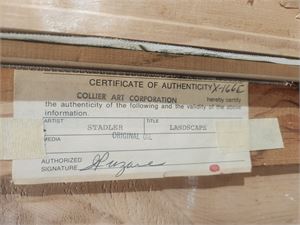 CERTIFICATE OF AUTHENTICITY X-166E
COLLIER ART CORPORATION hereby certify
the authenticity of the following and the validity of the above
information.
ARTIST TITLE
STADLER LANDSCAPE
MEDIA ORIGINAL OIL
AUTHORIZED
SIGNATURE